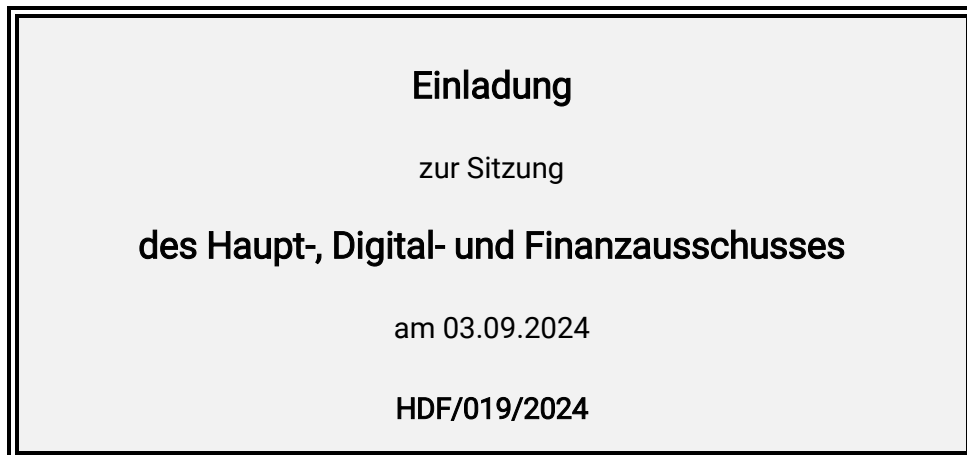 Einladung
zur Sitzung
des Haupt-, Digital- und Finanzausschusses
am 03.09.2024
HDF/019/2024